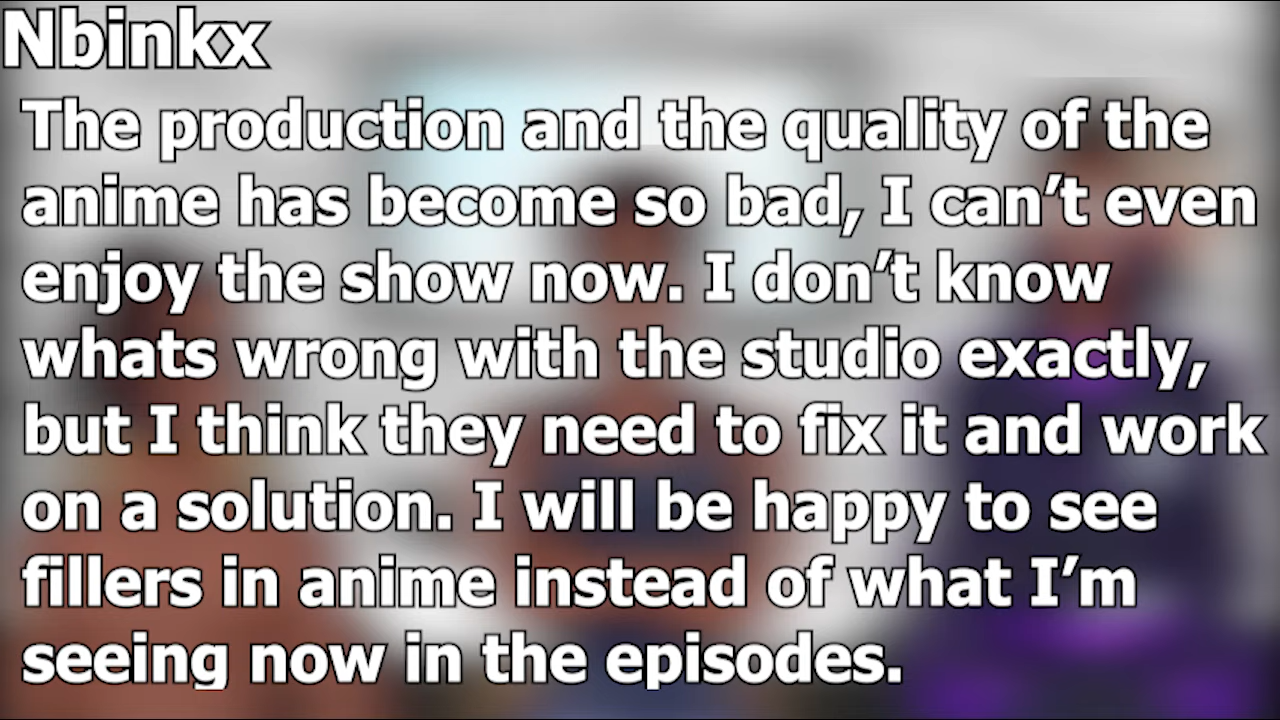 Nbinkx
The production and the quality of the
anime has become so bad, I can’t even
enjoy the show now. I don’t know
whats wrong with the studio exactly,
but I think they need to fix it and work
on a solution. I will be happy to see
fillers in anime instead of what I’m
seeing now in the episodes.